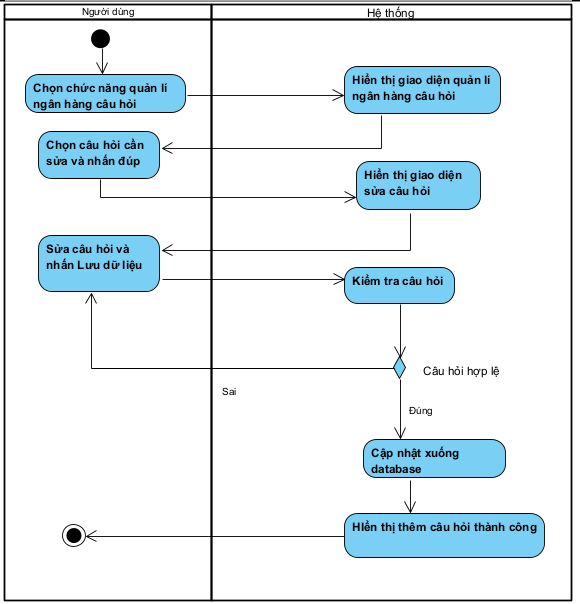 Người dùng
Hệ thống
Chọn chức năng quản lí
ngân hàng câu hỏi
Hiển thị giao diện quản lí
ngân hàng câu hỏi
Chọn câu hỏi cần
sửa và nhấn đúp
Hiển thị giao diện
sửa câu hỏi
Sửa câu hỏi và
nhấn Lưu dữ liệu
Kiểm tra câu hỏi
Câu hỏi hợp lệ
Sai
Đúng
Cập nhật xuống
database
HIển thị thêm câu hỏi thành công